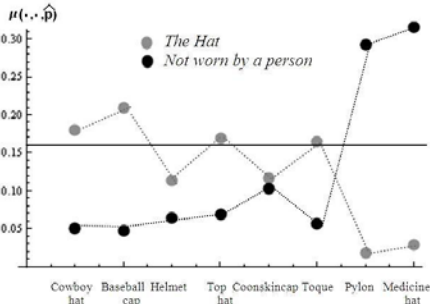 μ(·,·,p̂)
The Hat
Not worn by a person
0.30
0.25
0.20
0.15
0.10
0.05
Cowboy hat
Baseball cap
Helmet
Top hat
Coonskincap
Toque
Pylon
Medicine hat